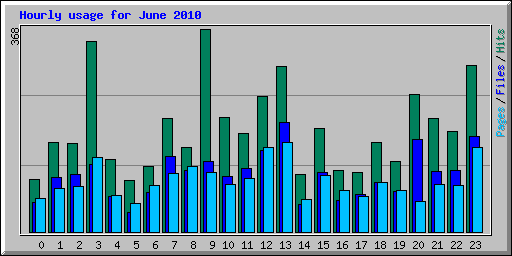 Hourly usage for June 2010
368
Pages / Files / Hits
0 1 2 3 4 5 6 7 8 9 10 11 12 13 14 15 16 17 18 19 20 21 22 23